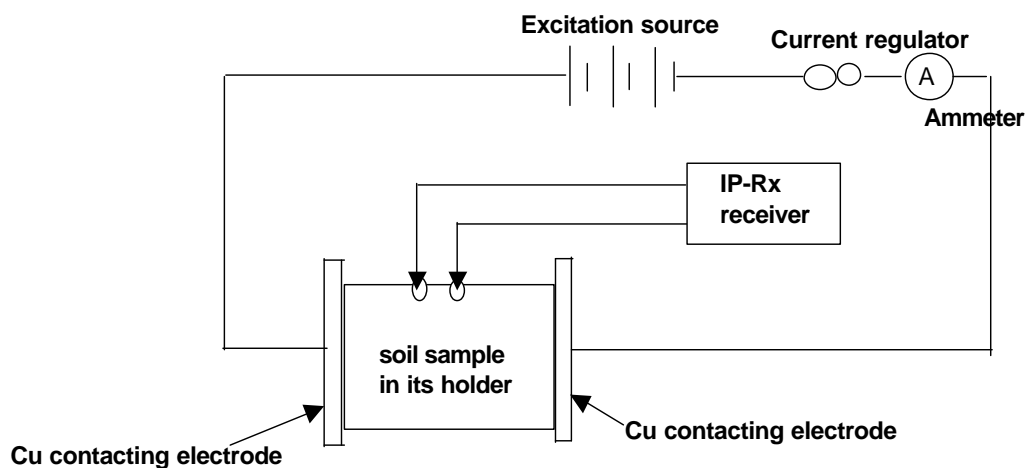 Excitation source
Current regulator
A
Ammeter
IP-Rx
receiver
soil sample
in its holder
Cu contacting electrode
Cu contacting electrode